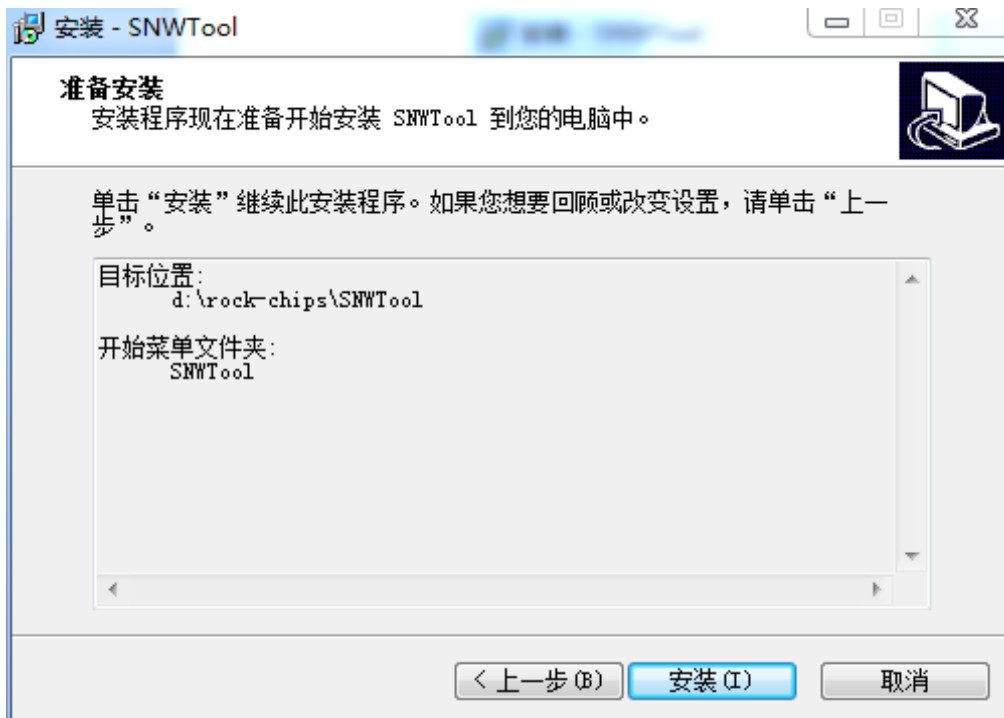 安装 - SNWTool
准备安装
安装程序现在准备开始安装 SNWTool 到您的电脑中。
单击“安装”继续此安装程序。如果您想要回顾或改变设置，请单击“上一
步”。
目标位置:
d:\rock-chips\SNWTool
开始菜单文件夹:
SNWTool
< 上一步(B)
安装(I)
取消